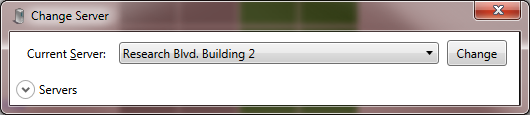 Change Server
Current Server: Research Blvd. Building 2 Change
Servers